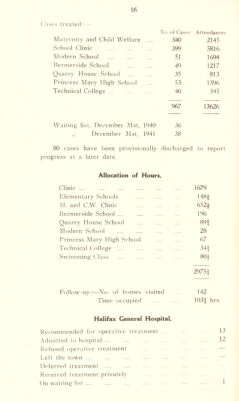 56
Cases treated :—
No. of Cases Attendances
Maternity and Child Welfare .... 340 2145
School Clinic .... 399 5816
Modern School .... 51 1694
Bermerside School .... 49 1217
Quarry House School .... 35 813
Princess Mary High School .... 53 1396
Technical College .... 40 545
967 13626
Waiting list, December 31st, 1940 36
„ December 31st, 1941 38
80 cases have been provisionally discharged to report
progress at a later date.
Allocation of Hours.
Clinic .... 1679
Elementary Schools .... 148½
M. and C.W. Clinic .... 652¾
Bermerside School .... 196
Quarry House School .... 89½
Modern School .... 28
Princess Mary High School .... 67
Technical College .... 34½
Swimming Class .... 80½
2975¾
Follow-up :—No. of homes visited .... 142
Time occupied .... 103¾ hrs.
Halifax General Hospital.
Recommended for operative treatment .... 13
Admitted to hospital .... 12
Refused operative treatment .... —
Left the town .... —
Deferred treatment .... —
Received treatment privately .... —
On waiting list .... 1